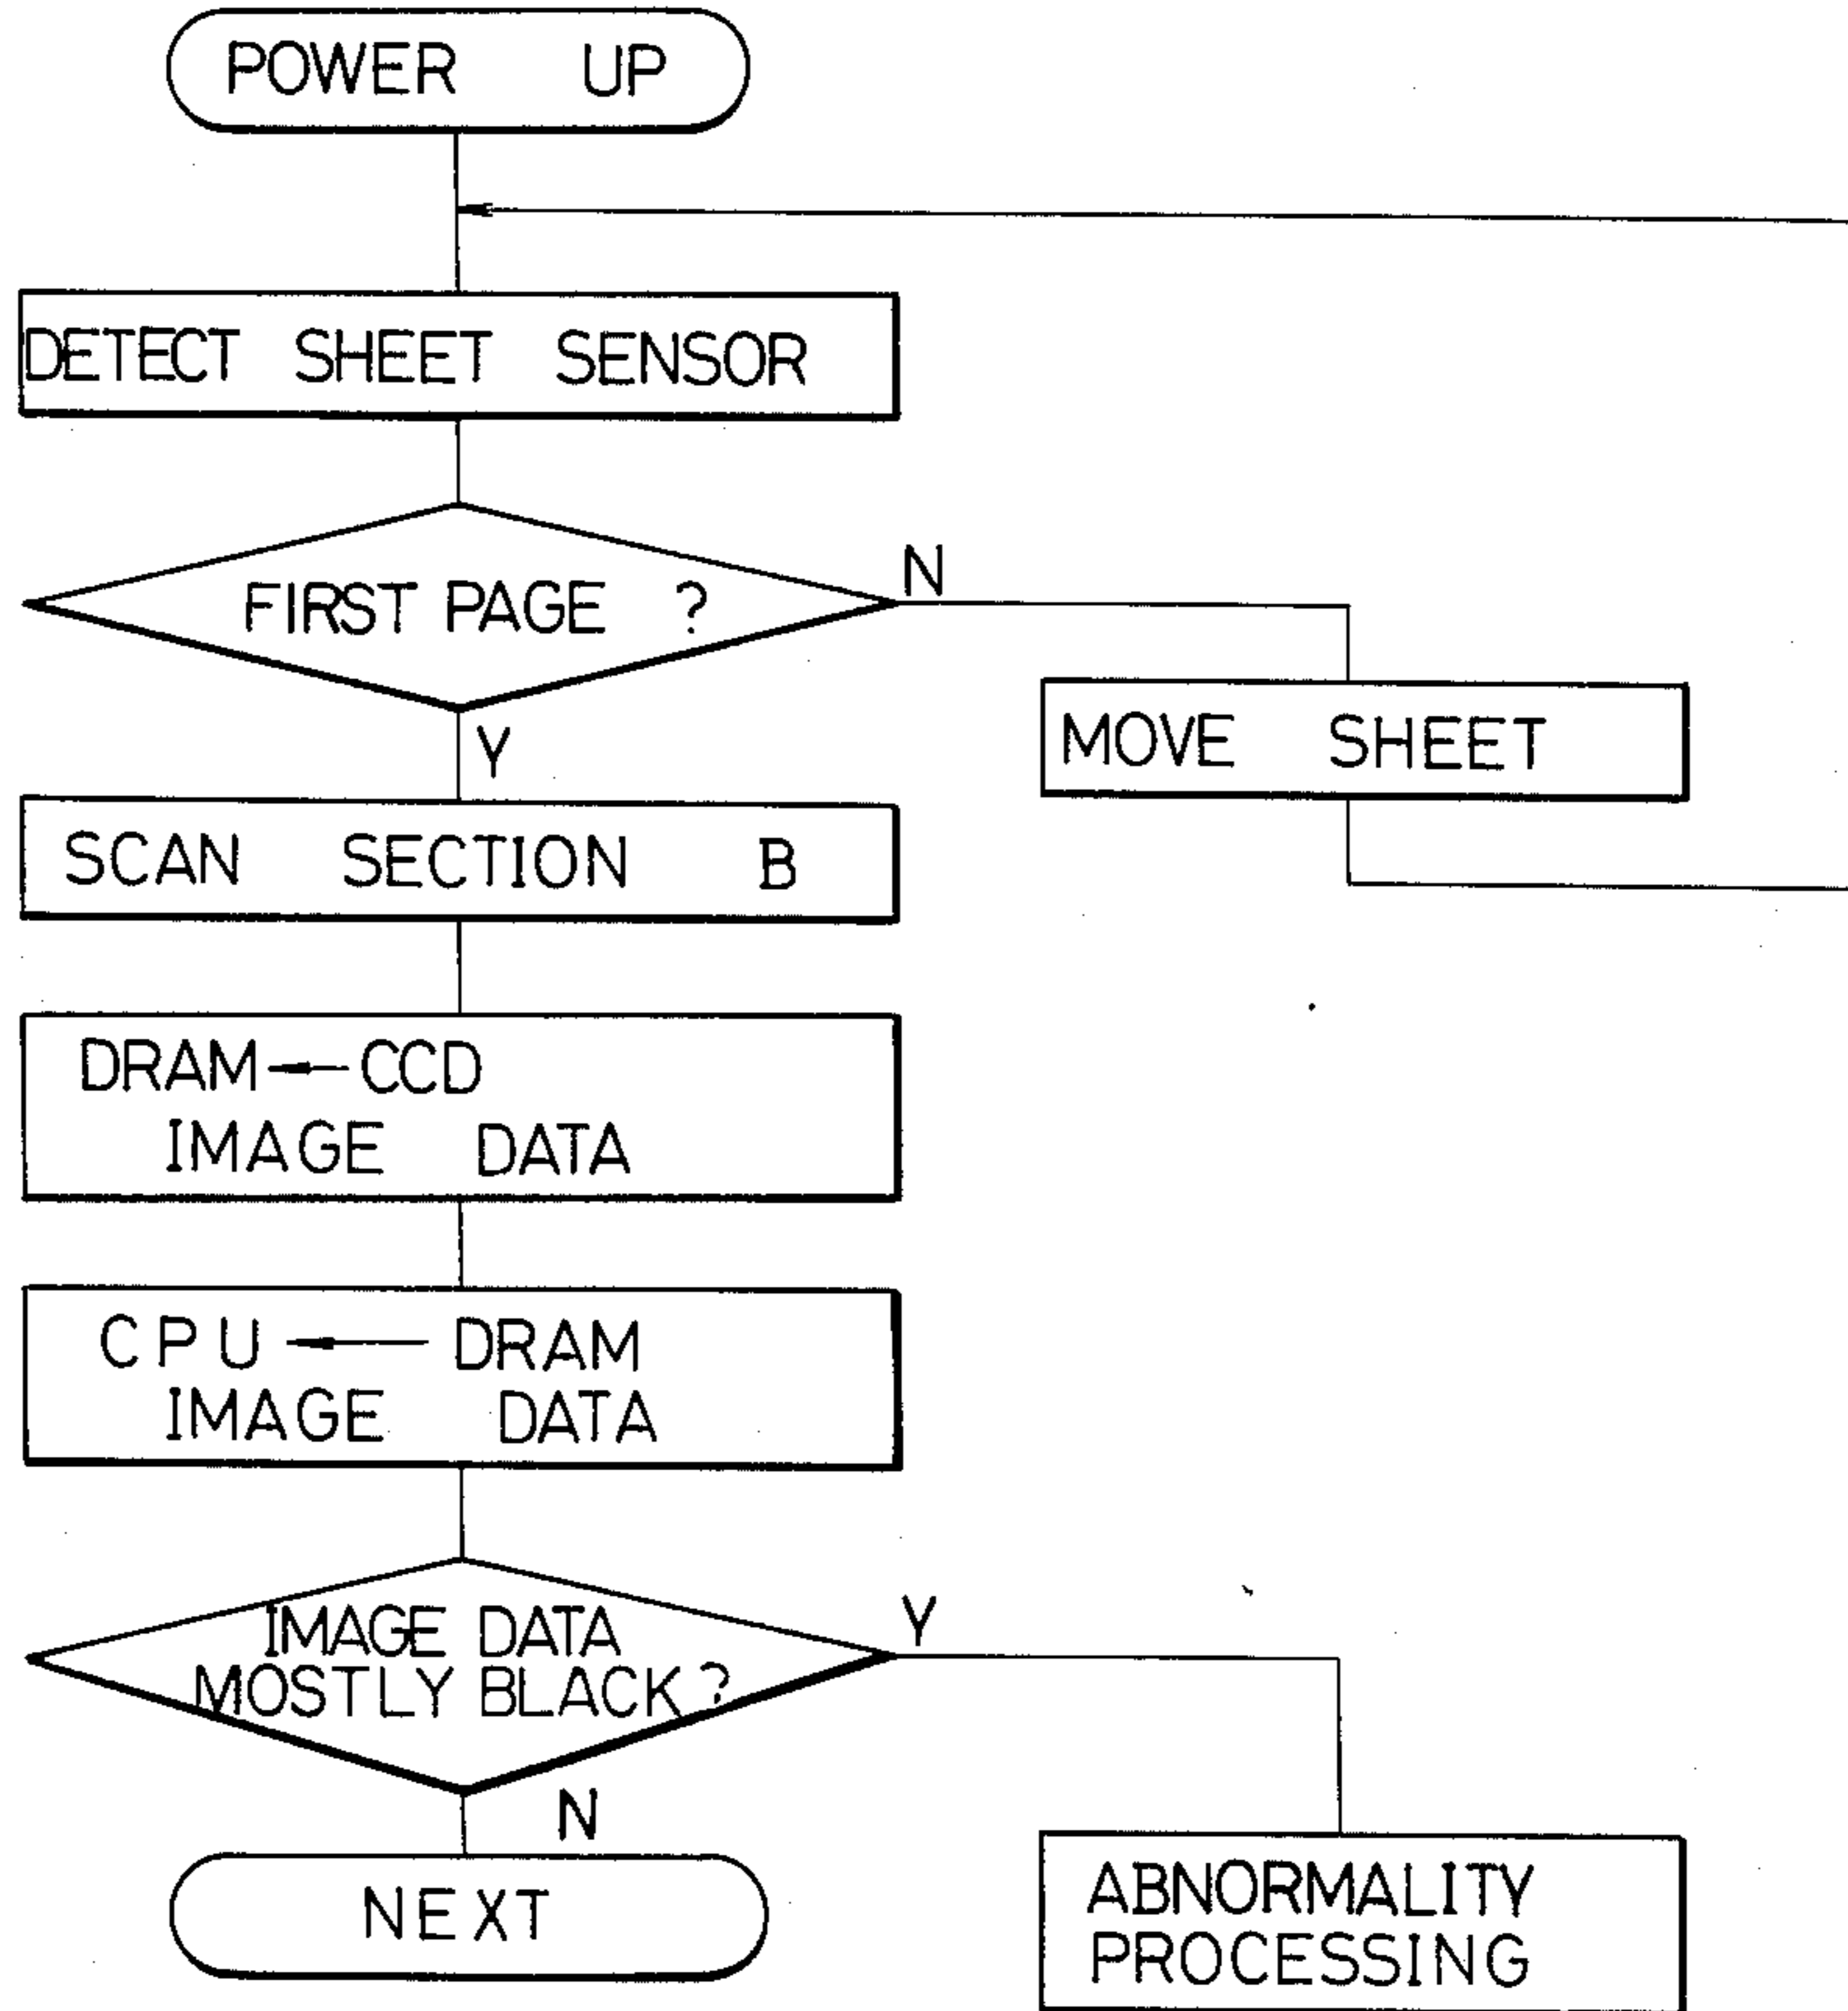 POWER UP
DETECT SHEET SENSOR
FIRST PAGE ?
N
MOVE SHEET
Y
SCAN SECTION B
DRAM ← CCD
IMAGE DATA
CPU ← DRAM
IMAGE DATA
IMAGE DATA
MOSTLY BLACK?
Y
N
NEXT
ABNORMALITY
PROCESSING